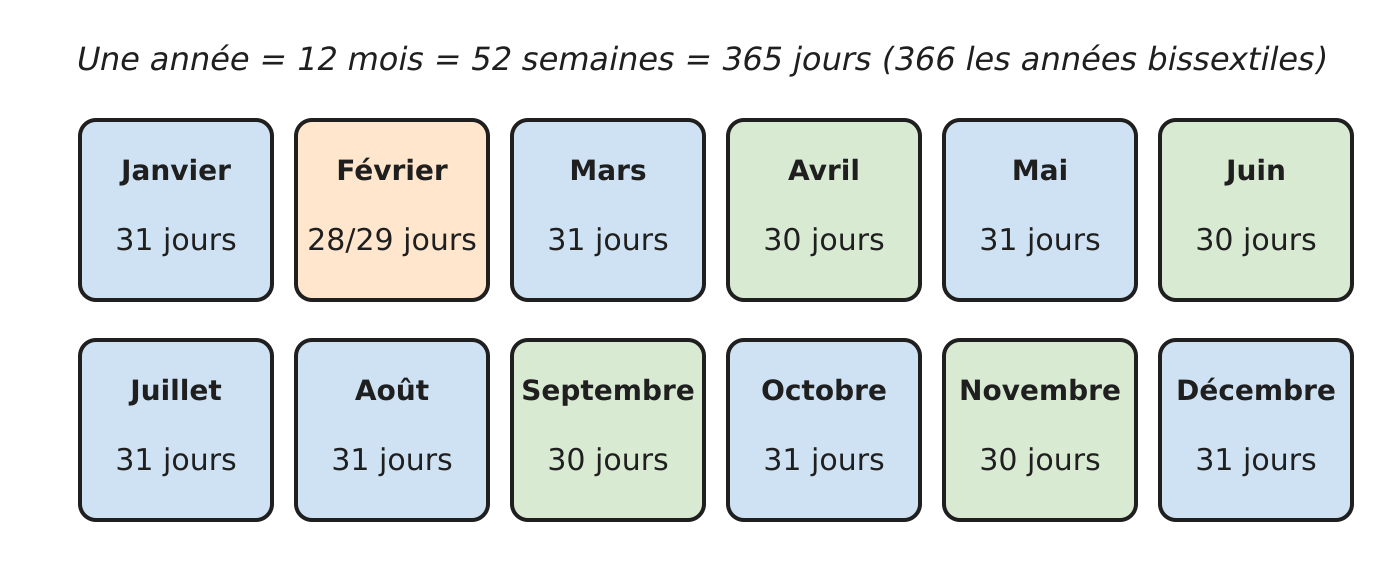 Une année = 12 mois = 52 semaines = 365 jours (366 les années bissextiles)
Janvier Février Mars Avril Mai Juin
31 jours 28/29 jours 31 jours 30 jours 31 jours 30 jours
Juillet Août Septembre Octobre Novembre Décembre
31 jours 31 jours 30 jours 31 jours 30 jours 31 jours